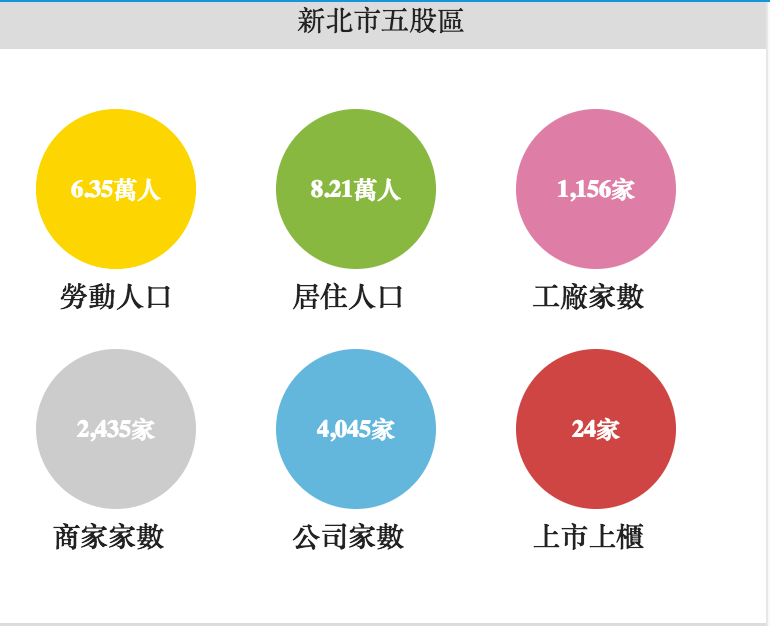 新北市五股區
6.35萬人
8.21萬人
1,156家
勞動人口
居住人口
工廠家數
2,435家
4,045家
24家
商家家數
公司家數
上市上櫃